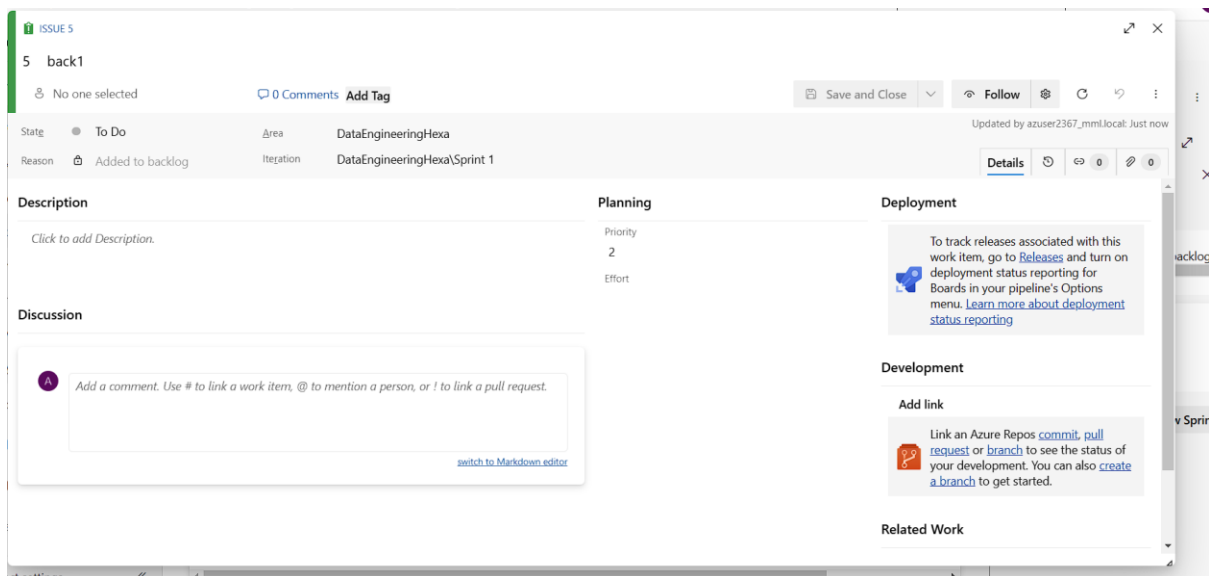 ISSUE 5
5 back1
No one selected
0 Comments Add Tag
Save and Close
Follow
State To Do
Area DataEngineeringHexa
Updated by azuser2367_mml.local: Just now
Reason Added to backlog
Iteration DataEngineeringHexa\Sprint 1
Details 0 0
Description
Click to add Description.
Discussion
Add a comment. Use # to link a work item, @ to mention a person, or ! to link a pull request.
A
switch to Markdown editor
Planning
Priority
2
Effort
Deployment
To track releases associated with this
work item, go to Releases and turn on
deployment status reporting for
Boards in your pipeline's Options
menu. Learn more about deployment
status reporting
Development
Add link
Link an Azure Repos commit, pull
request or branch to see the status of
your development. You can also create
a branch to get started.
Related Work